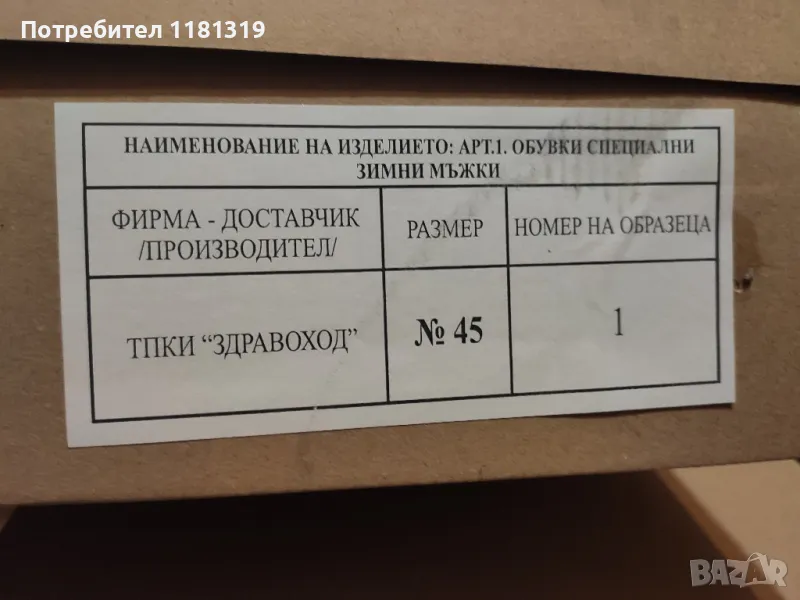 Потребител 1181319
НАИМЕНОВАНИЕ НА ИЗДЕЛИЕТО: АРТ.1. ОБУВКИ СПЕЦИАЛНИ
ЗИМНИ МЪЖКИ
ФИРМА - ДОСТАВЧИК
/ПРОИЗВОДИТЕЛ/
РАЗМЕР
НОМЕР НА ОБРАЗЕЦА
ТПКИ “ЗДРАВОХОД”
№ 45
1
BAZAR